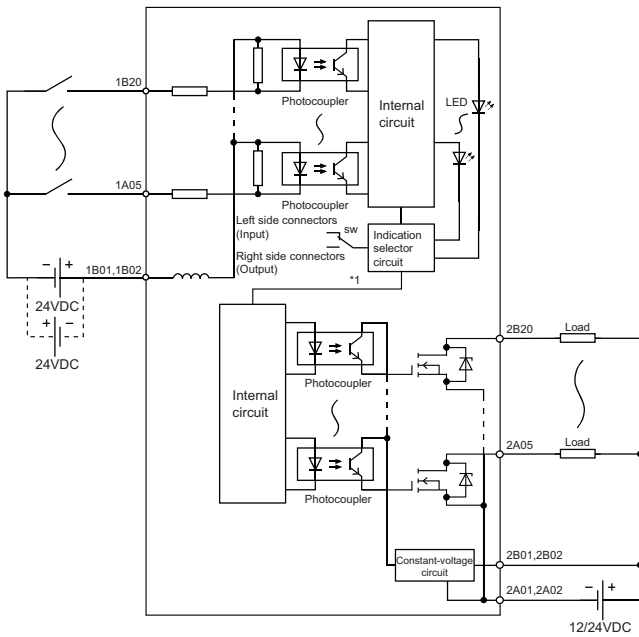 1B20
Photocoupler
Internal
circuit
LED
1A05
Photocoupler
Left side connectors
(Input)
sw
Right side connectors
(Output)
Indication
selector
circuit
1B01,1B02
− +
24VDC
+ −
24VDC
*1
2B20
Load
Photocoupler
Internal
circuit
2A05
Load
Photocoupler
Constant-voltage
circuit
2B01,2B02
2A01,2A02
− +
12/24VDC